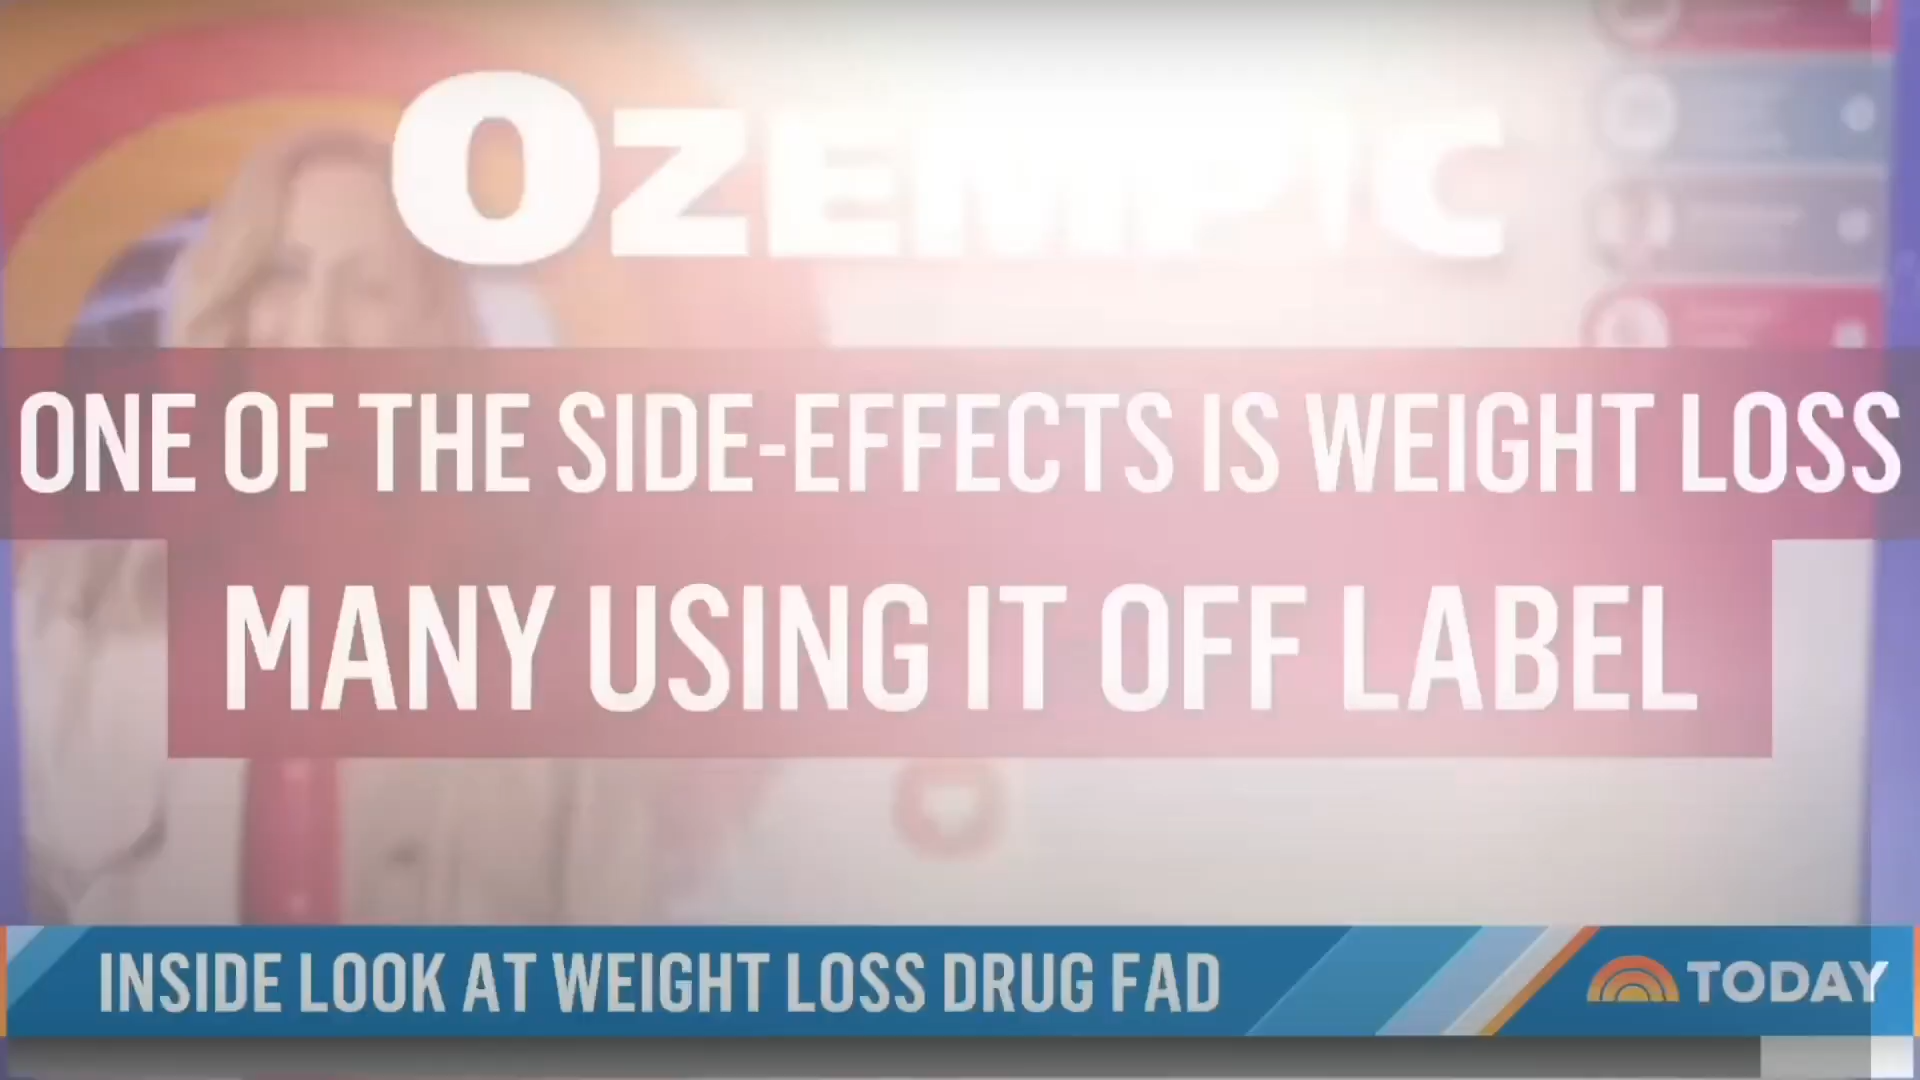 OZEMPIC
ONE OF THE SIDE-EFFECTS IS WEIGHT LOSS
MANY USING IT OFF LABEL
INSIDE LOOK AT WEIGHT LOSS DRUG FAD
TODAY